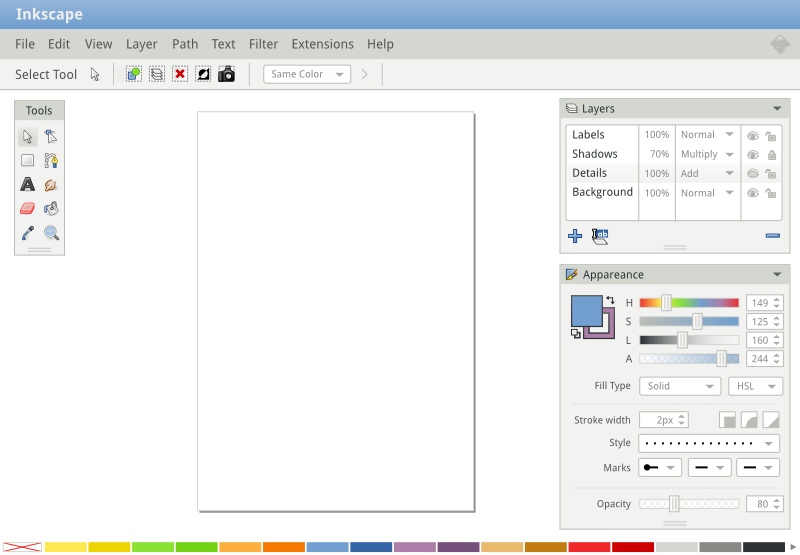 Inkscape
File Edit View Layer Path Text Filter Extensions Help
Select Tool Same Color
Tools
A
Layers
Labels 100% Normal
Shadows 70% Multiply
Details 100% Add
Background 100% Normal
ab
Appearance
H 149
S 125
L 160
A 244
Fill Type Solid HSL
Stroke width 2px
Style
Marks
Opacity 80